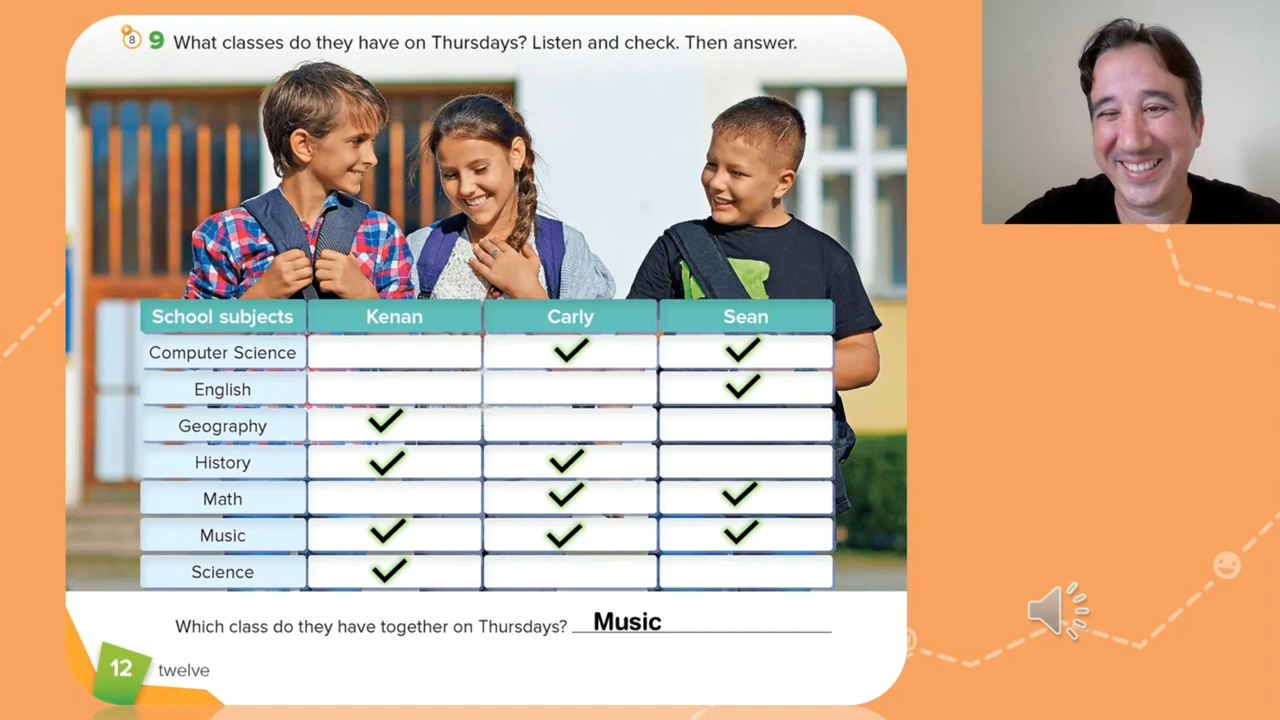 8 9 What classes do they have on Thursdays? Listen and check. Then answer.
School subjects Kenan Carly Sean
Computer Science ✓ ✓
English ✓
Geography ✓
History ✓ ✓
Math ✓ ✓
Music ✓ ✓ ✓
Science ✓
Which class do they have together on Thursdays? Music
12 twelve